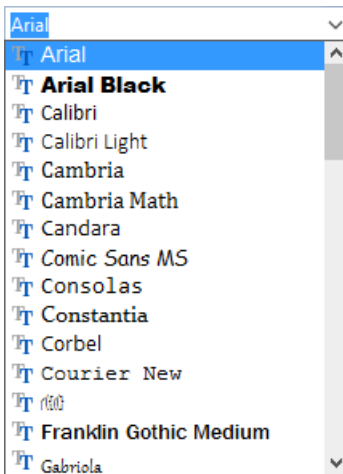 Arial
Arial
Arial Black
Calibri
Calibri Light
Cambria
Cambria Math
Candara
Comic Sans MS
Consolas
Constantia
Corbel
Courier New
Franklin Gothic Medium
Gabriola